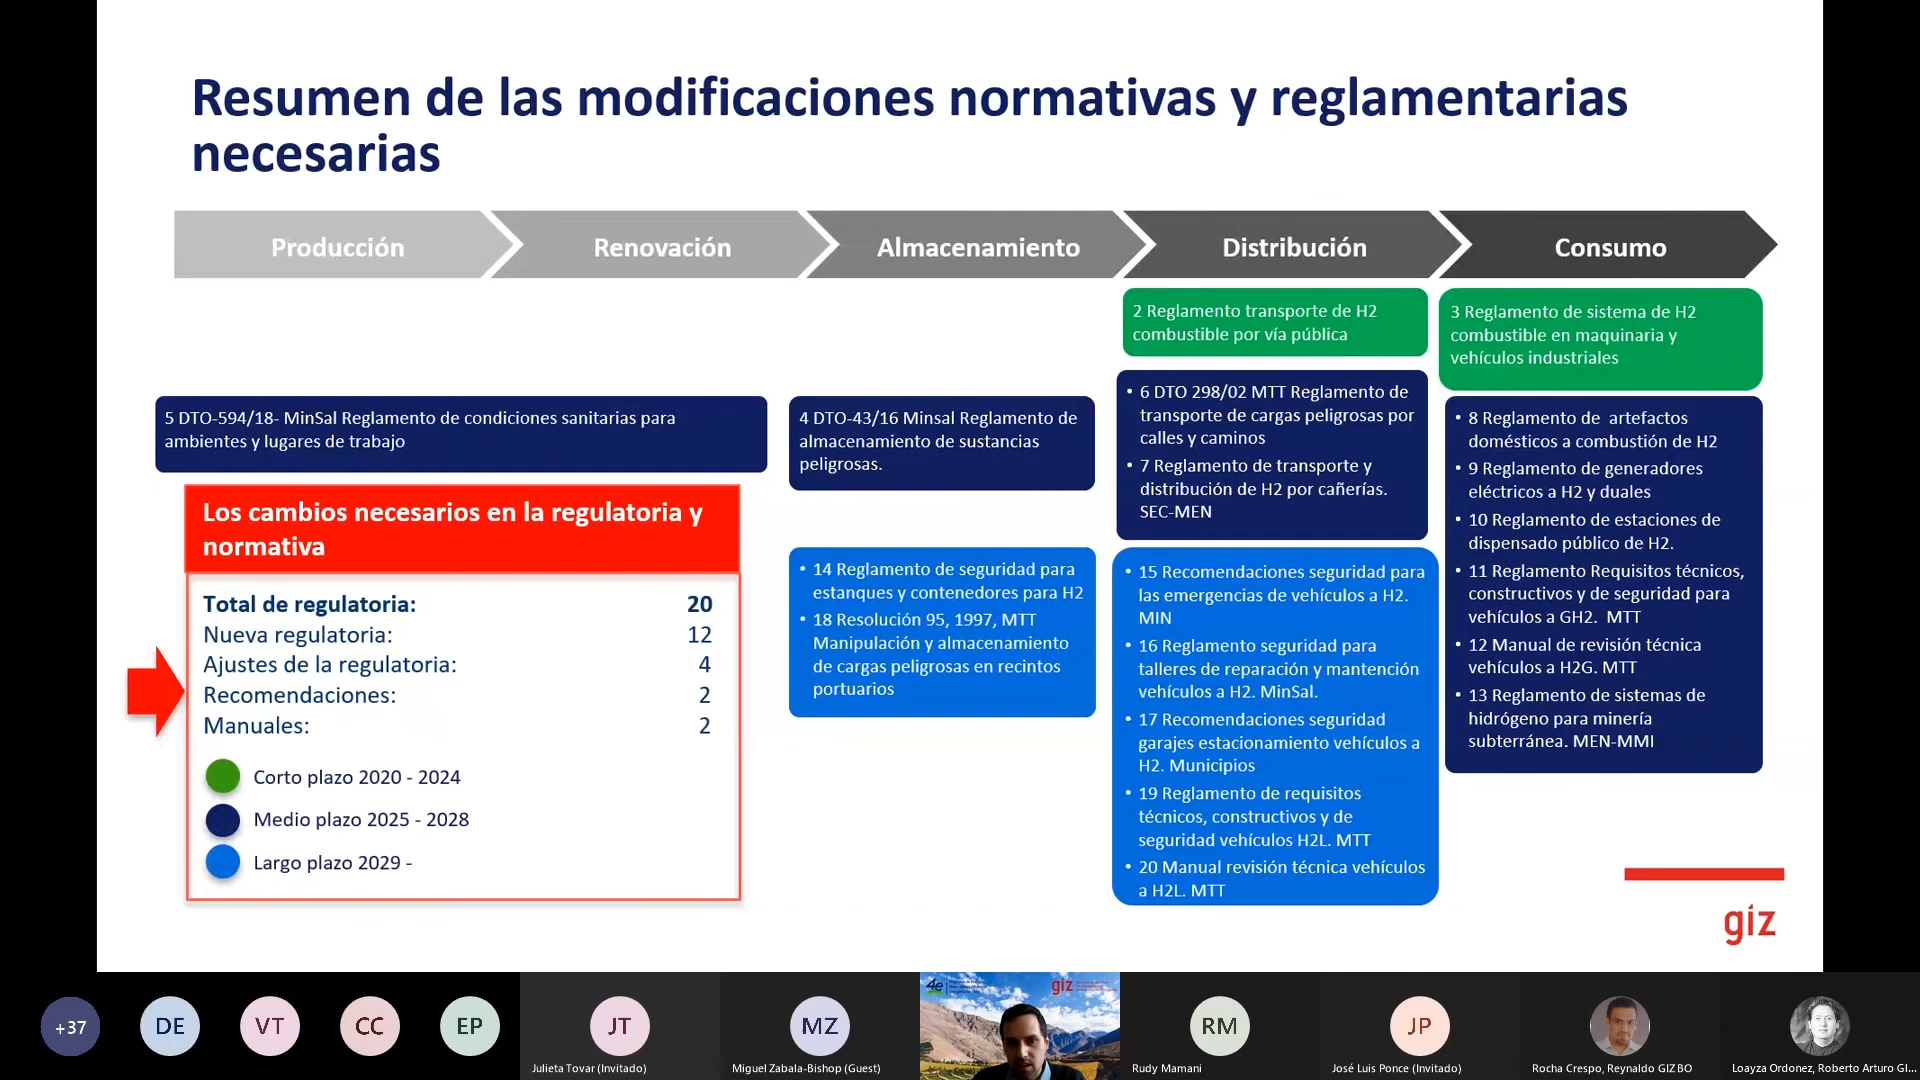 Resumen de las modificaciones normativas y reglamentarias
necesarias
Producción
Renovación
Almacenamiento
Distribución
Consumo
2 Reglamento transporte de H2
combustible por vía pública
3 Reglamento de sistema de H2
combustible en maquinaria y
vehículos industriales
5 DTO-594/18- MinSal Reglamento de condiciones sanitarias para
ambientes y lugares de trabajo
4 DTO-43/16 Minsal Reglamento de
almacenamiento de sustancias
peligrosas.
• 6 DTO 298/02 MTT Reglamento de
transporte de cargas peligrosas por
calles y caminos
• 7 Reglamento de transporte y
distribución de H2 por cañerías.
SEC-MEN
• 8 Reglamento de artefactos
domésticos a combustión de H2
• 9 Reglamento de generadores
eléctricos a H2 y duales
• 10 Reglamento de estaciones de
dispensado público de H2.
• 11 Reglamento Requisitos técnicos,
constructivos y de seguridad para
vehículos a GH2. MTT
• 12 Manual de revisión técnica
vehículos a H2G. MTT
• 13 Reglamento de sistemas de
hidrógeno para minería
subterránea. MEN-MMI
Los cambios necesarios en la regulatoria y
normativa
Total de regulatoria: 20
Nueva regulatoria: 12
Ajustes de la regulatoria: 4
Recomendaciones: 2
Manuales: 2
Corto plazo 2020 - 2024
Medio plazo 2025 - 2028
Largo plazo 2029 -
• 14 Reglamento de seguridad para
estanques y contenedores para H2
• 18 Resolución 95, 1997, MTT
Manipulación y almacenamiento
de cargas peligrosas en recintos
portuarios
• 15 Recomendaciones seguridad para
las emergencias de vehículos a H2.
MIN
• 16 Reglamento seguridad para
talleres de reparación y mantención
vehículos a H2. MinSal.
• 17 Recomendaciones seguridad
garajes estacionamiento vehículos a
H2. Municipios
• 19 Reglamento de requisitos
técnicos, constructivos y de
seguridad vehículos H2L. MTT
• 20 Manual revisión técnica vehículos
a H2L. MTT
giz
+37
DE
VT
CC
EP
JT
Julieta Tovar (Invitado)
MZ
Miguel Zabala-Bishop (Guest)
4e
giz
RM
Rudy Mamani
JP
José Luis Ponce (Invitado)
Rocha Crespo, Reynaldo GIZ BO
Loayza Ordonez, Roberto Arturo GI...